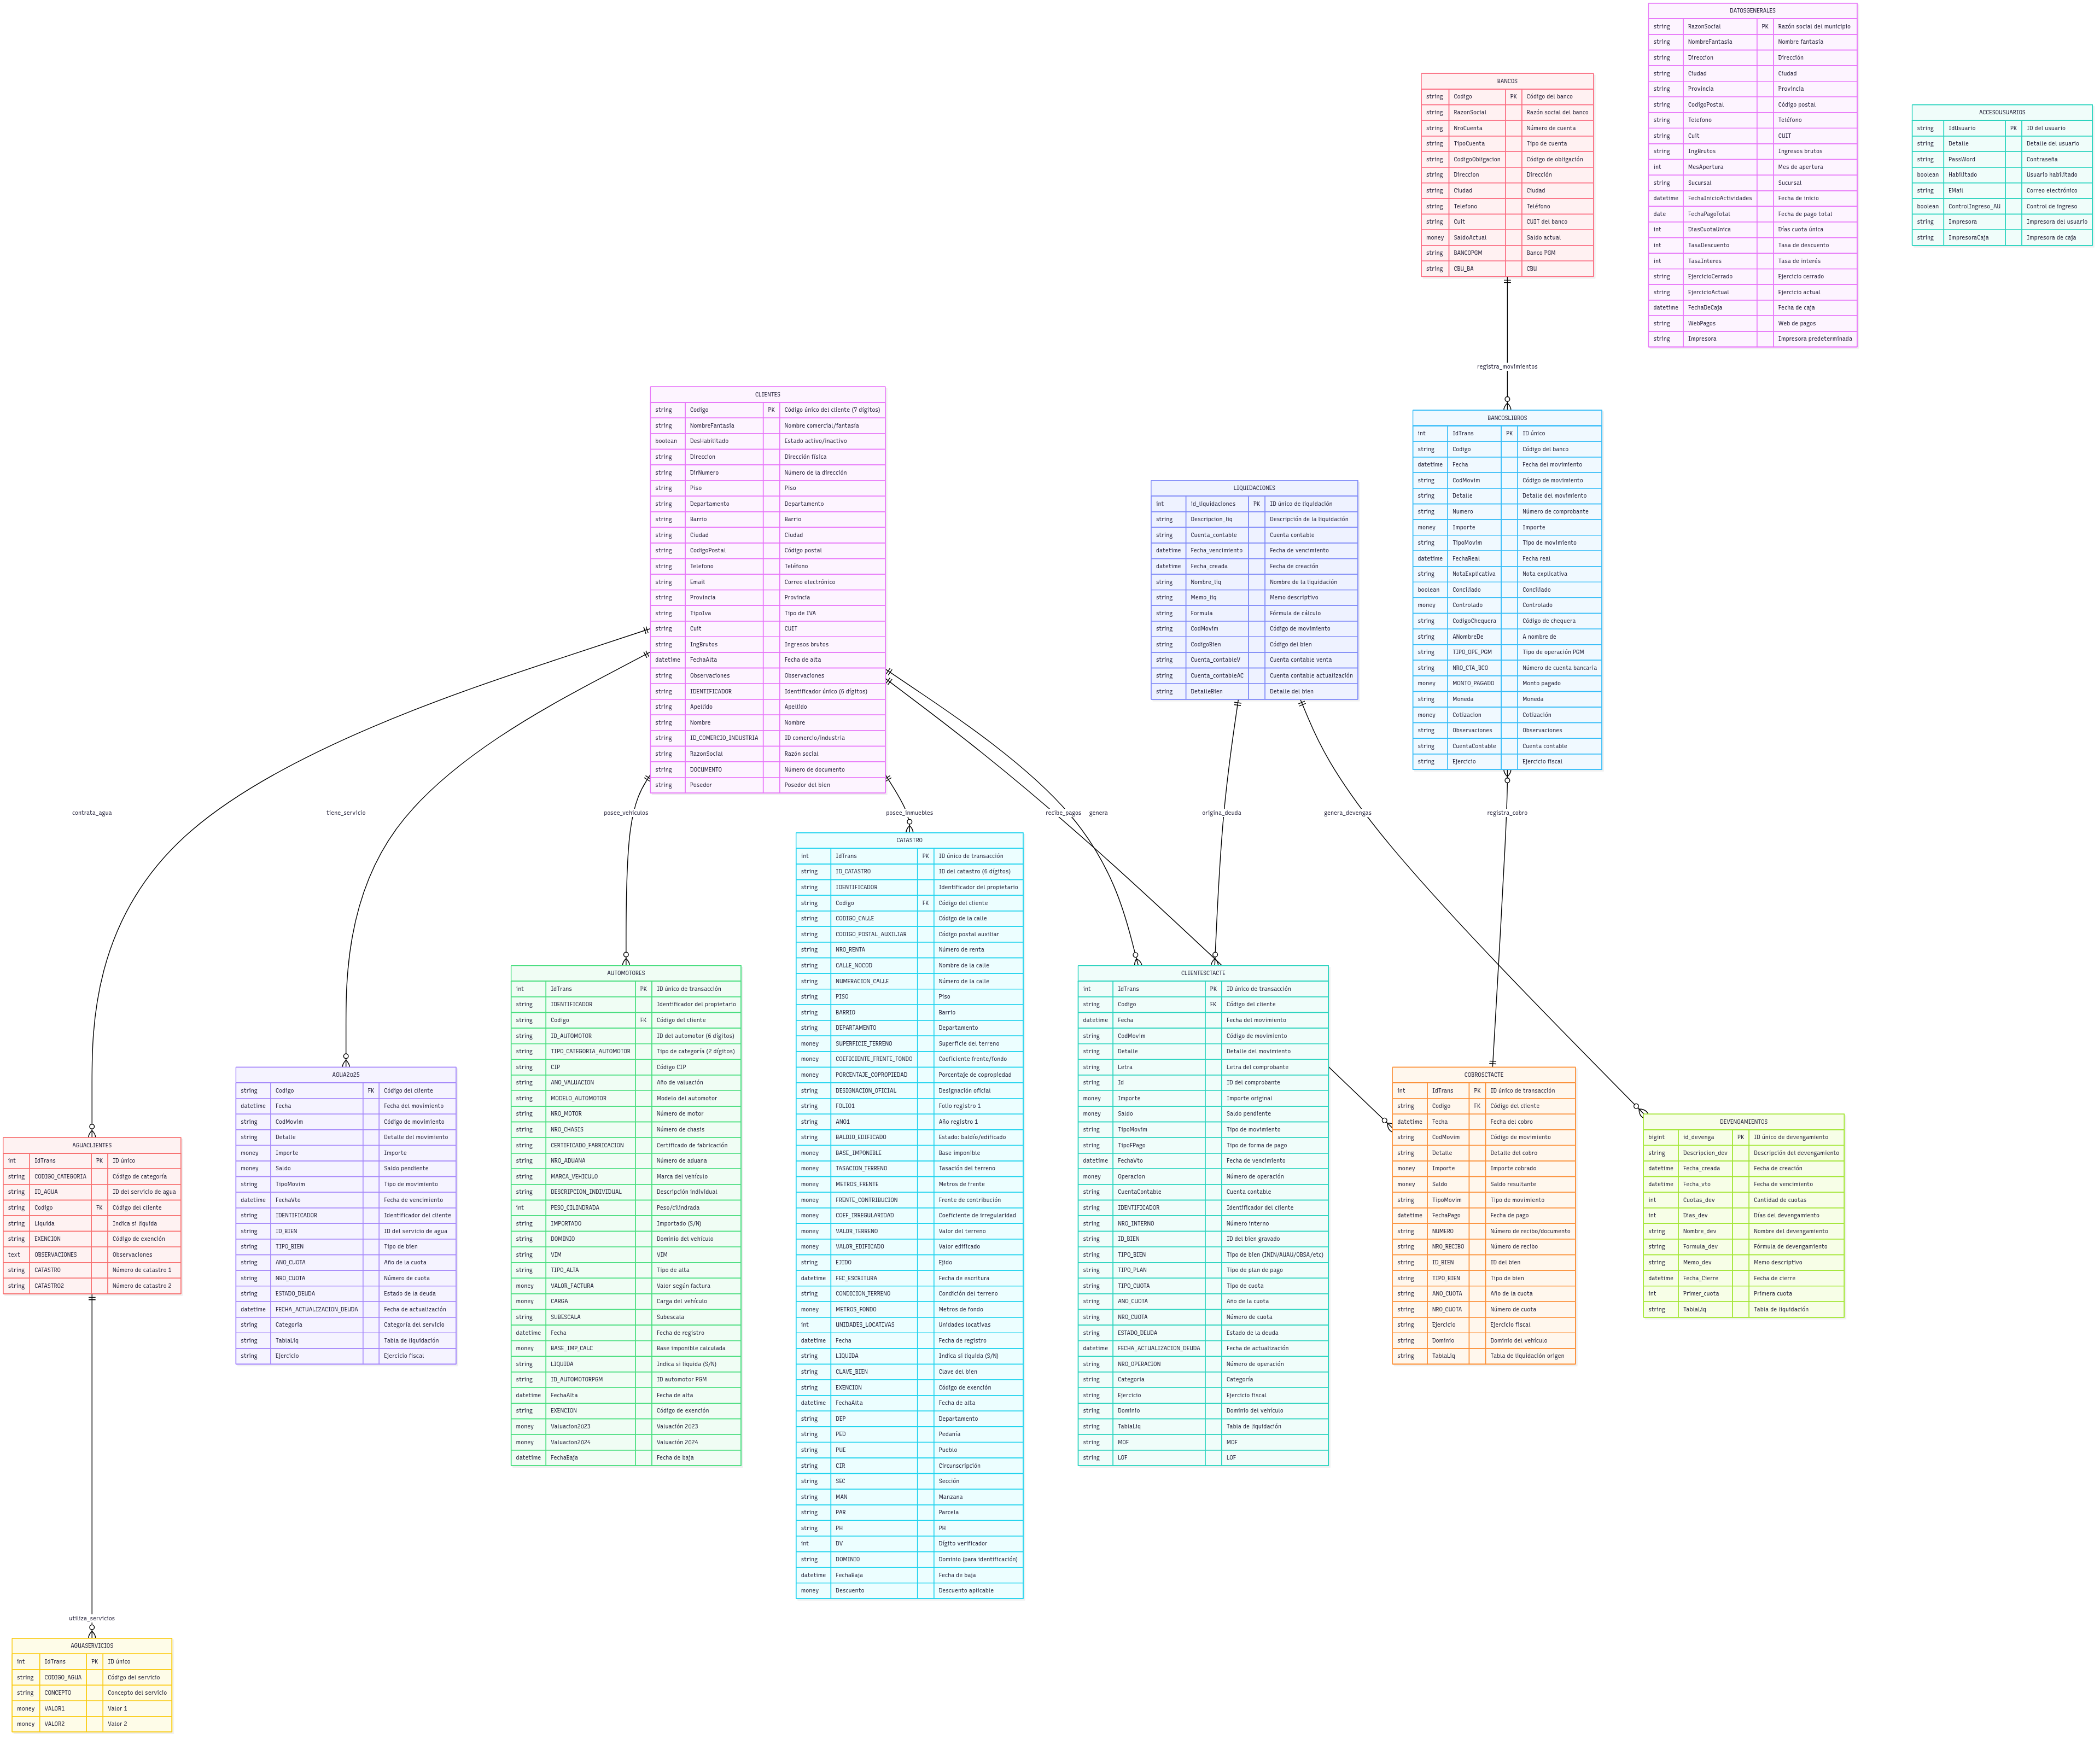 DATOSGENERALES
string RazonSocial PK Razón social del municipio
string NombreFantasia Nombre fantasía
string Direccion Dirección
string Ciudad Ciudad
string Provincia Provincia
string CodigoPostal Código postal
string Telefono Teléfono
string Cuit CUIT
string IngBrutos Ingresos brutos
int MesApertura Mes de apertura
string Sucursal Sucursal
datetime FechaInicioActividades Fecha de inicio
date FechaPagoTotal Fecha de pago total
int DiasCuotaUnica Días cuota única
int TasaDescuento Tasa de descuento
int TasaInteres Tasa de interés
string EjercicioCerrado Ejercicio cerrado
string EjercicioActual Ejercicio actual
datetime FechaDeCaja Fecha de caja
string WebPagos Web de pagos
string Impresora Impresora predeterminada
BANCOS
string Codigo PK Código del banco
string RazonSocial Razón social del banco
string NroCuenta Número de cuenta
string TipoCuenta Tipo de cuenta
string CodigoObligacion Código de obligación
string Direccion Dirección
string Ciudad Ciudad
string Telefono Teléfono
string Cuit CUIT del banco
money SaldoActual Saldo actual
string BANCOPGM Banco PGM
string CBU_BA CBU
ACCESOUSUARIOS
string IdUsuario PK ID del usuario
string Detalle Detalle del usuario
string PassWord Contraseña
boolean Habilitado Usuario habilitado
string EMail Correo electrónico
boolean ControlIngreso_AU Control de ingreso
string Impresora Impresora del usuario
string ImpresoraCaja Impresora de caja
registra_movimientos
CLIENTES
string Codigo PK Código único del cliente (7 dígitos)
string NombreFantasia Nombre comercial/fantasía
boolean DesHabilitado Estado activo/inactivo
string Direccion Dirección física
string DirNumero Número de la dirección
string Piso Piso
string Departamento Departamento
string Barrio Barrio
string Ciudad Ciudad
string CodigoPostal Código postal
string Telefono Teléfono
string Email Correo electrónico
string Provincia Provincia
string TipoIva Tipo de IVA
string Cuit CUIT
string IngBrutos Ingresos brutos
datetime FechaAlta Fecha de alta
string Observaciones Observaciones
string IDENTIFICADOR Identificador único (6 dígitos)
string Apellido Apellido
string Nombre Nombre
string ID_COMERCIO_INDUSTRIA ID comercio/industria
string RazonSocial Razón social
string DOCUMENTO Número de documento
string Posedor Posedor del bien
BANCOSLIBROS
int IdTrans PK ID único
string Codigo Código del banco
datetime Fecha Fecha del movimiento
string CodMovim Código de movimiento
string Detalle Detalle del movimiento
string Numero Número de comprobante
money Importe Importe
string TipoMovim Tipo de movimiento
datetime FechaReal Fecha real
string NotaExplicativa Nota explicativa
boolean Conciliado Conciliado
money Controlado Controlado
string CodigoChequera Código de chequera
string ANombreDe A nombre de
string TIPO_OPE_PGM Tipo de operación PGM
string NRO_CTA_BCO Número de cuenta bancaria
money MONTO_PAGADO Monto pagado
string Moneda Moneda
money Cotizacion Cotización
string Observaciones Observaciones
string CuentaContable Cuenta contable
string Ejercicio Ejercicio fiscal
LIQUIDACIONES
int id_liquidaciones PK ID único de liquidación
string Descripcion_liq Descripción de la liquidación
string Cuenta_contable Cuenta contable
datetime Fecha_vencimiento Fecha de vencimiento
datetime Fecha_creada Fecha de creación
string Nombre_liq Nombre de la liquidación
string Memo_liq Memo descriptivo
string Formula Fórmula de cálculo
string CodMovim Código de movimiento
string CodigoBien Código del bien
string Cuenta_contableV Cuenta contable venta
string Cuenta_contableAC Cuenta contable actualización
string DetalleBien Detalle del bien
contrata_agua
tiene_servicio
posee_vehiculos
posee_inmuebles
recibe_pagos
genera
origina_deuda
genera_devengas
registra_cobro
CATASTRO
int IdTrans PK ID único de transacción
string ID_CATASTRO ID del catastro (6 dígitos)
string IDENTIFICADOR Identificador del propietario
string Codigo FK Código del cliente
string CODIGO_CALLE Código de la calle
string CODIGO_POSTAL_AUXILIAR Código postal auxiliar
string NRO_RENTA Número de renta
string CALLE_NOCOD Nombre de la calle
string NUMERACION_CALLE Número de la calle
string PISO Piso
string BARRIO Barrio
string DEPARTAMENTO Departamento
money SUPERFICIE_TERRENO Superficie del terreno
money COEFICIENTE_FRENTE_FONDO Coeficiente frente/fondo
money PORCENTAJE_COPROPIEDAD Porcentaje de copropiedad
string DESIGNACION_OFICIAL Designación oficial
string FOLIO1 Folio registro 1
string ANO1 Año registro 1
string BALDIO_EDIFICADO Estado: baldío/edificado
money BASE_IMPONIBLE Base imponible
money TASACION_TERRENO Tasación del terreno
money METROS_FRENTE Metros de frente
money FRENTE_CONTRIBUCION Frente de contribución
money COEF_IRREGULARIDAD Coeficiente de irregularidad
money VALOR_TERRENO Valor del terreno
money VALOR_EDIFICADO Valor edificado
string EJIDO Ejido
datetime FEC_ESCRITURA Fecha de escritura
string CONDICION_TERRENO Condición del terreno
money METROS_FONDO Metros de fondo
int UNIDADES_LOCATIVAS Unidades locativas
datetime Fecha Fecha de registro
string LIQUIDA Indica si liquida (S/N)
string CLAVE_BIEN Clave del bien
string EXENCION Código de exención
datetime FechaAlta Fecha de alta
string DEP Departamento
string PED Pedanía
string PUE Pueblo
string CIR Circunscripción
string SEC Sección
string MAN Manzana
string PAR Parcela
string PH PH
int DV Dígito verificador
string DOMINIO Dominio (para identificación)
datetime FechaBaja Fecha de baja
money Descuento Descuento aplicable
AUTOMOTORES
int IdTrans PK ID único de transacción
string IDENTIFICADOR Identificador del propietario
string Codigo FK Código del cliente
string ID_AUTOMOTOR ID del automotor (6 dígitos)
string TIPO_CATEGORIA_AUTOMOTOR Tipo de categoría (2 dígitos)
string CIP Código CIP
string ANO_VALUACION Año de valuación
string MODELO_AUTOMOTOR Modelo del automotor
string NRO_MOTOR Número de motor
string NRO_CHASIS Número de chasis
string CERTIFICADO_FABRICACION Certificado de fabricación
string NRO_ADUANA Número de aduana
string MARCA_VEHICULO Marca del vehículo
string DESCRIPCION_INDIVIDUAL Descripción individual
int PESO_CILINDRADA Peso/cilindrada
string IMPORTADO Importado (S/N)
string DOMINIO Dominio del vehículo
string VIM VIM
string TIPO_ALTA Tipo de alta
money VALOR_FACTURA Valor según factura
money CARGA Carga del vehículo
string SUBESCALA Subescala
datetime Fecha Fecha de registro
money BASE_IMP_CALC Base imponible calculada
string LIQUIDA Indica si liquida (S/N)
string ID_AUTOMOTORPGM ID automotor PGM
datetime FechaAlta Fecha de alta
string EXENCION Código de exención
money Valuacion2023 Valuación 2023
money Valuacion2024 Valuación 2024
datetime FechaBaja Fecha de baja
CLIENTESCTACTE
int IdTrans PK ID único de transacción
string Codigo FK Código del cliente
datetime Fecha Fecha del movimiento
string CodMovim Código de movimiento
string Detalle Detalle del movimiento
string Letra Letra del comprobante
string Id ID del comprobante
money Importe Importe original
money Saldo Saldo pendiente
string TipoMovim Tipo de movimiento
string TipoFPago Tipo de forma de pago
datetime FechaVto Fecha de vencimiento
money Operacion Número de operación
string CuentaContable Cuenta contable
string IDENTIFICADOR Identificador del cliente
string NRO_INTERNO Número interno
string ID_BIEN ID del bien gravado
string TIPO_BIEN Tipo de bien (ININ/AUAU/OBSA/etc)
string TIPO_PLAN Tipo de plan de pago
string TIPO_CUOTA Tipo de cuota
string ANO_CUOTA Año de la cuota
string NRO_CUOTA Número de cuota
string ESTADO_DEUDA Estado de la deuda
datetime FECHA_ACTUALIZACION_DEUDA Fecha de actualización
string NRO_OPERACION Número de operación
string Categoria Categoría
string Ejercicio Ejercicio fiscal
string Dominio Dominio del vehículo
string TablaLiq Tabla de liquidación
string MOF MOF
string LOF LOF
AGUA2025
string Codigo FK Código del cliente
datetime Fecha Fecha del movimiento
string CodMovim Código de movimiento
string Detalle Detalle del movimiento
money Importe Importe
money Saldo Saldo pendiente
string TipoMovim Tipo de movimiento
datetime FechaVto Fecha de vencimiento
string IDENTIFICADOR Identificador del cliente
string ID_BIEN ID del servicio de agua
string TIPO_BIEN Tipo de bien
string ANO_CUOTA Año de la cuota
string NRO_CUOTA Número de cuota
string ESTADO_DEUDA Estado de la deuda
datetime FECHA_ACTUALIZACION_DEUDA Fecha de actualización
string Categoria Categoría del servicio
string TablaLiq Tabla de liquidación
string Ejercicio Ejercicio fiscal
COBROSCTACTE
int IdTrans PK ID único de transacción
string Codigo FK Código del cliente
datetime Fecha Fecha del cobro
string CodMovim Código de movimiento
string Detalle Detalle del cobro
money Importe Importe cobrado
money Saldo Saldo resultante
string TipoMovim Tipo de movimiento
datetime FechaPago Fecha de pago
string NUMERO Número de recibo/documento
string NRO_RECIBO Número de recibo
string ID_BIEN ID del bien
string TIPO_BIEN Tipo de bien
string ANO_CUOTA Año de la cuota
string NRO_CUOTA Número de cuota
string Ejercicio Ejercicio fiscal
string Dominio Dominio del vehículo
string TablaLiq Tabla de liquidación origen
DEVENGAMIENTOS
bigint id_devenga PK ID único de devengamiento
string Descripcion_dev Descripción del devengamiento
datetime Fecha_creada Fecha de creación
datetime Fecha_vto Fecha de vencimiento
int Cuotas_dev Cantidad de cuotas
int Dias_dev Días del devengamiento
string Nombre_dev Nombre del devengamiento
string Formula_dev Fórmula de devengamiento
string Memo_dev Memo descriptivo
datetime Fecha_Cierre Fecha de cierre
int Primer_cuota Primera cuota
string TablaLiq Tabla de liquidación
AGUACLIENTES
int IdTrans PK ID único
string CODIGO_CATEGORIA Código de categoría
string ID_AGUA ID del servicio de agua
string Codigo FK Código del cliente
string Liquida Indica si liquida
string EXENCION Código de exención
text OBSERVACIONES Observaciones
string CATASTRO Número de catastro 1
string CATASTRO2 Número de catastro 2
utiliza_servicios
AGUASERVICIOS
int IdTrans PK ID único
string CODIGO_AGUA Código del servicio
string CONCEPTO Concepto del servicio
money VALOR1 Valor 1
money VALOR2 Valor 2